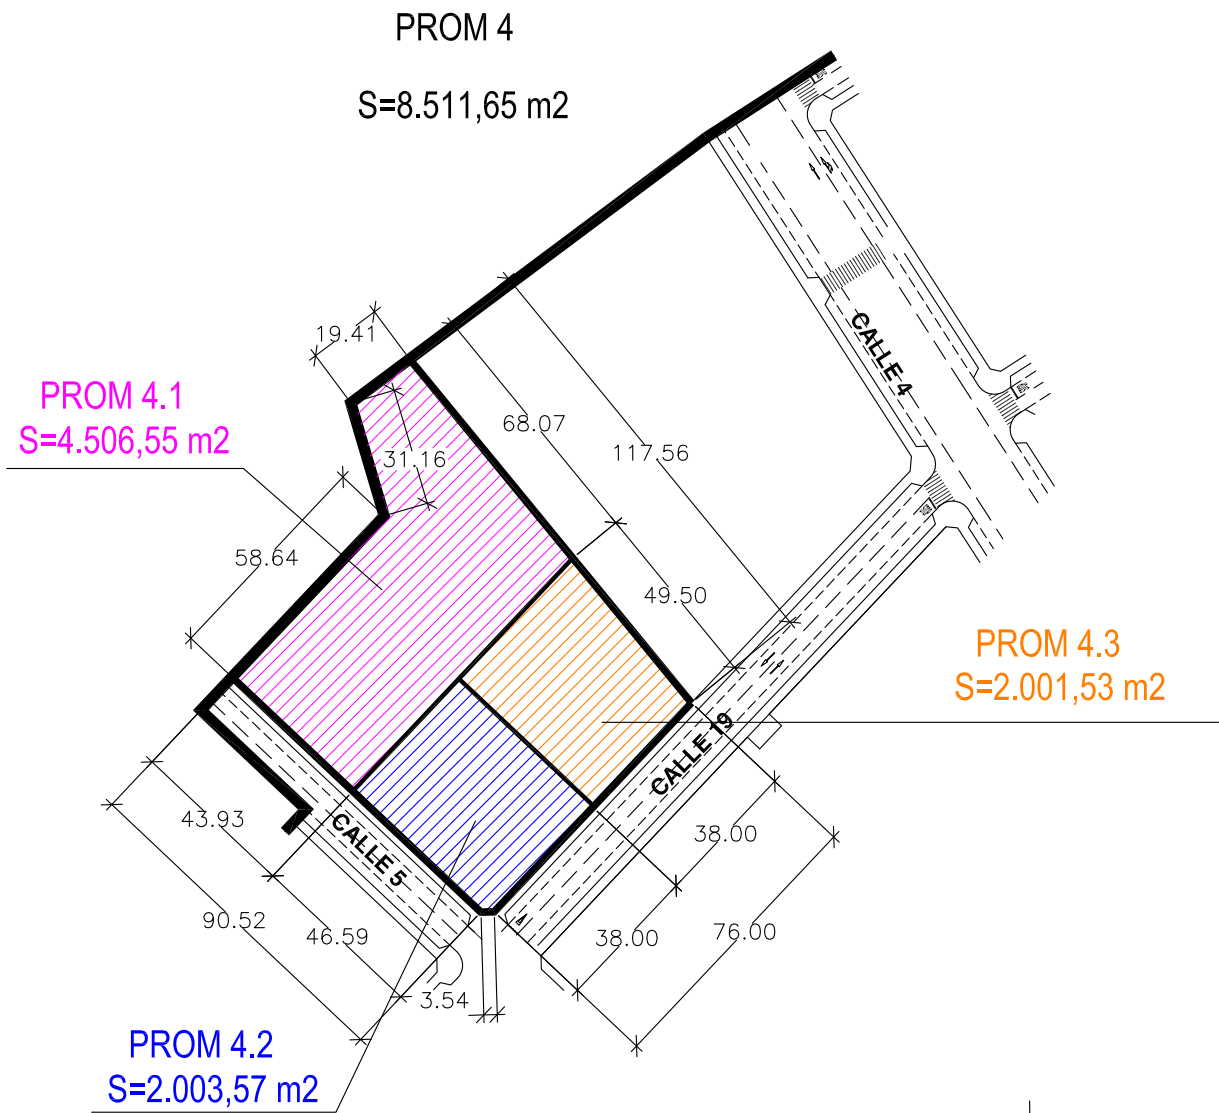 PROM 4
S=8.511,65 m2
19.41
CALLE 4
PROM 4.1
S=4.506,55 m2
68.07
117.56
31.16
58.64
49.50
PROM 4.3
S=2.001,53 m2
CALLE 19
43.93
CALLE 5
38.00
90.52
46.59
38.00
76.00
3.54
PROM 4.2
S=2.003,57 m2